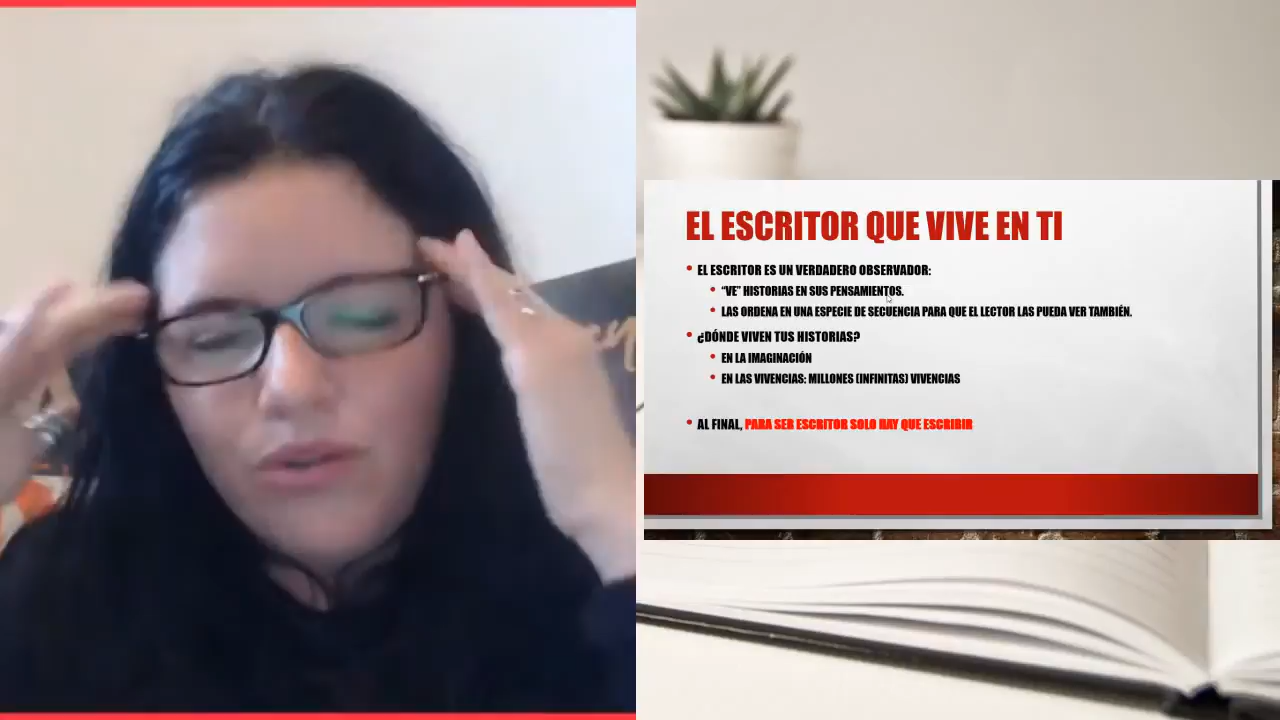 EL ESCRITOR QUE VIVE EN TI
EL ESCRITOR ES UN VERDADERO OBSERVADOR:
“VE” HISTORIAS EN SUS PENSAMIENTOS.
LAS ORDENA EN UNA ESPECIE DE SECUENCIA PARA QUE EL LECTOR LAS PUEDA VER TAMBIÉN.
¿DÓNDE VIVEN TUS HISTORIAS?
EN LA IMAGINACIÓN
EN LAS VIVENCIAS: MILLONES (INFINITAS) VIVENCIAS
AL FINAL, PARA SER ESCRITOR SOLO HAY QUE ESCRIBIR